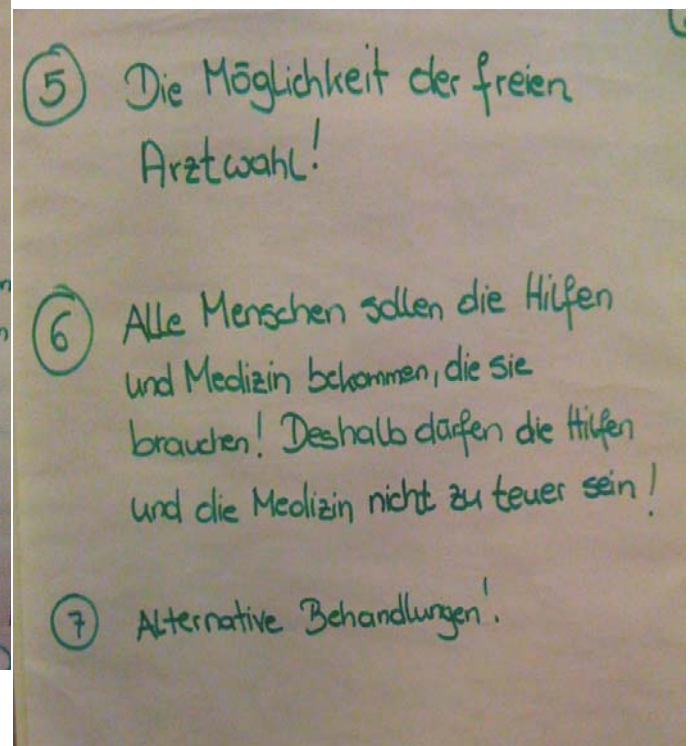 ⑤ Die Möglichkeit der freien
Arztwahl!
⑥ Alle Menschen sollen die Hilfen
und Medizin bekommen, die sie
brauchen! Deshalb dürfen die Hilfen
und die Medizin nicht zu teuer sein!
⑦ Alternative Behandlungen!